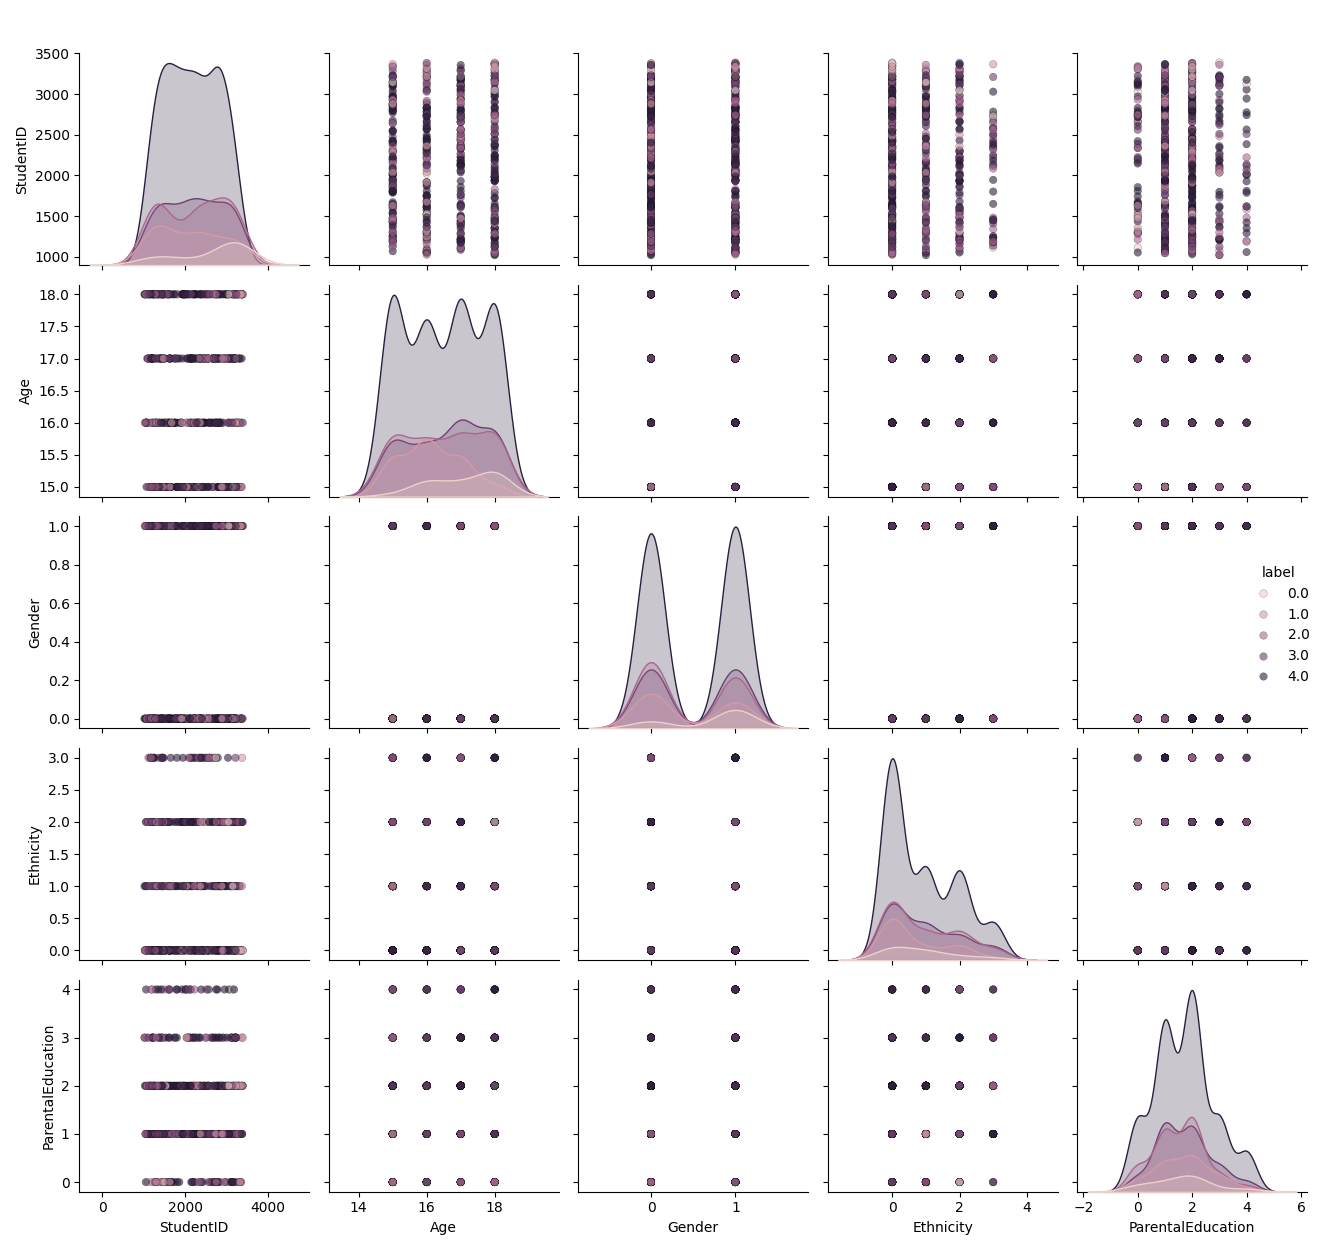 3500
3000
2500
2000
1500
1000
StudentID
18.0
17.5
17.0
16.5
16.0
15.5
15.0
Age
1.0
0.8
0.6
0.4
0.2
0.0
Gender
label
0.0
1.0
2.0
3.0
4.0
3.0
2.5
2.0
1.5
1.0
0.5
0.0
Ethnicity
4
3
2
1
0
ParentalEducation
0 2000 4000
StudentID
14 16 18
Age
0 1
Gender
0 2 4
Ethnicity
−2 0 2 4 6
ParentalEducation